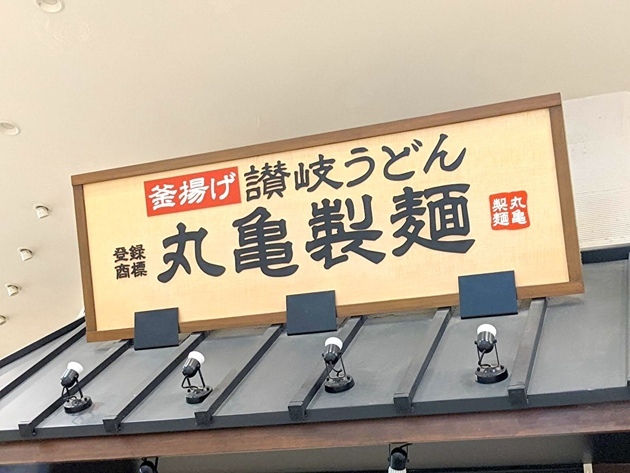 釜揚げ 讃岐うどん
登録
商標
丸亀製麺
丸亀
製麺